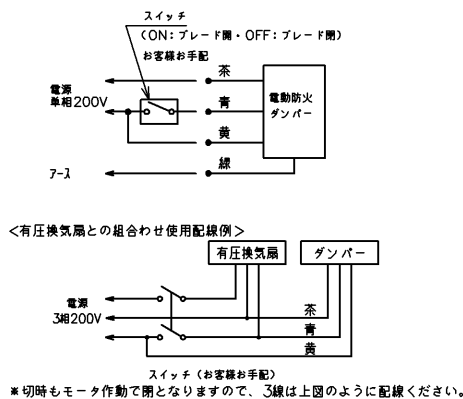 スイッチ
(ON:ブレード開・OFF:ブレード閉)
お客様お手配
茶
電源
単相200V
青
電動防火
ダンパー
黄
緑
アース
<有圧換気扇との組合わせ使用配線例>
有圧換気扇
ダンパー
電源
3相200V
茶
青
黄
スイッチ(お客様お手配)
※切時もモータ作動で閉となりますので、3線は上図のように配線ください。